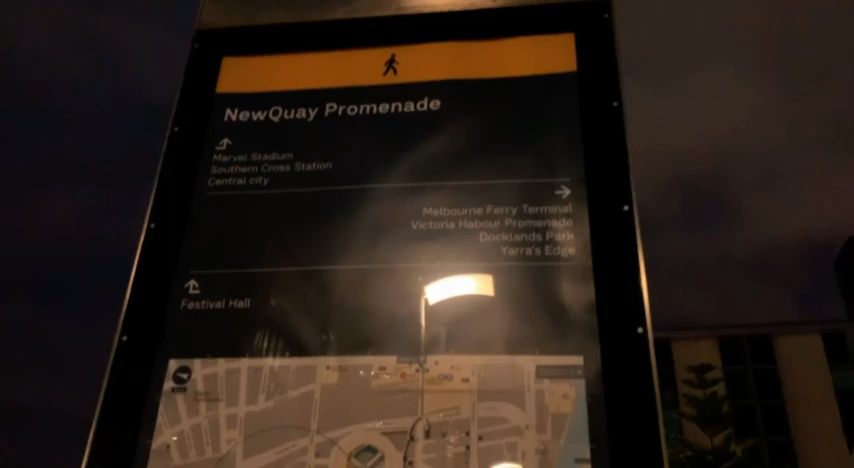 NewQuay Promenade
Marvel Stadium
Southern Cross Station
Central city
Melbourne Ferry Terminal
Victoria Habour Promenade
Docklands Park
Yarra's Edge
Festival Hall